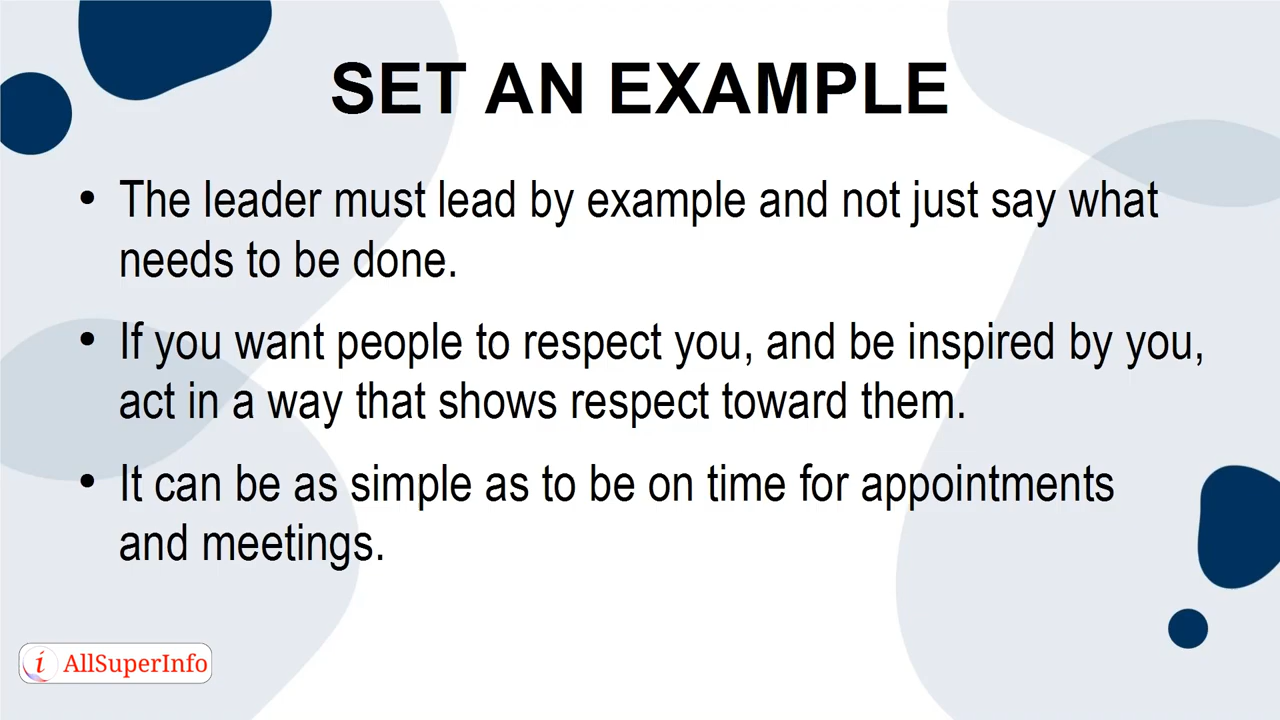 SET AN EXAMPLE
• The leader must lead by example and not just say what
needs to be done.
• If you want people to respect you, and be inspired by you,
act in a way that shows respect toward them.
• It can be as simple as to be on time for appointments
and meetings.
i AllSuperInfo